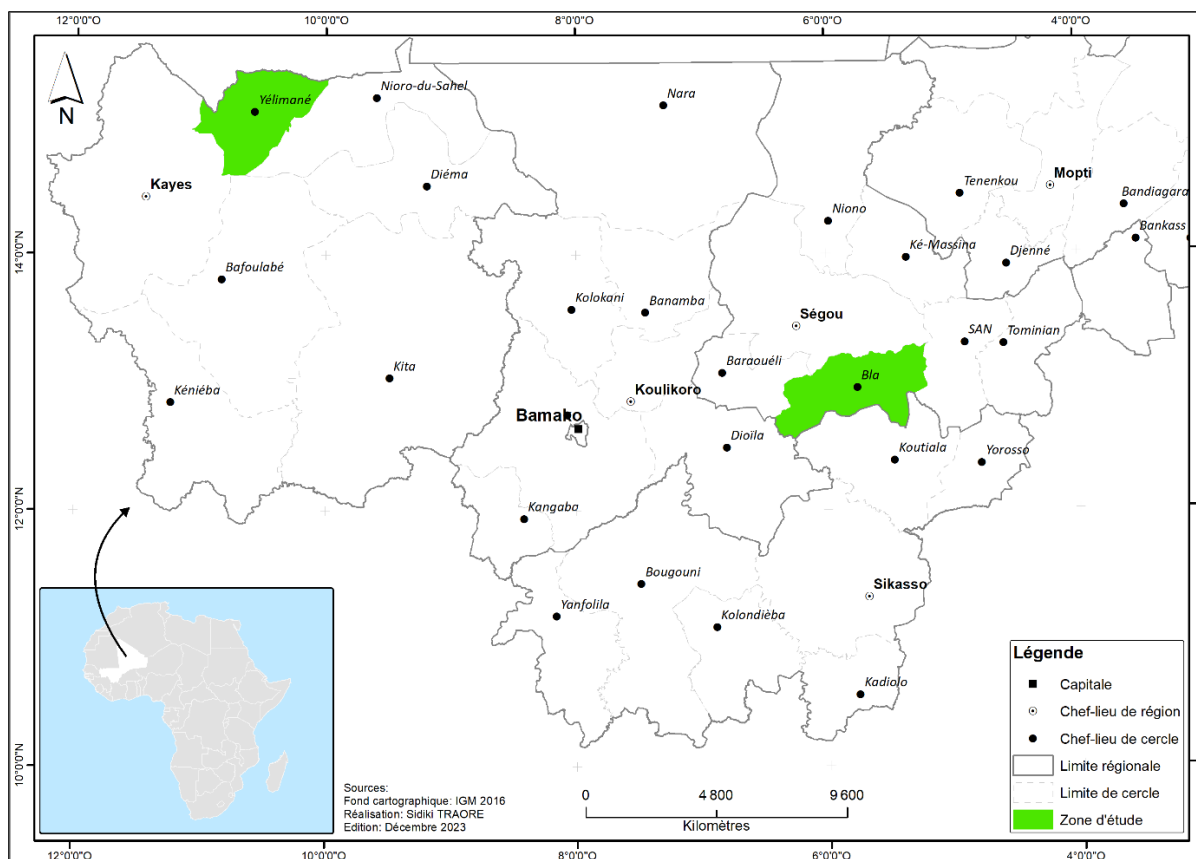 12°0'0"O
10°0'0"O
8°0'0"O
6°0'0"O
4°0'0"O
N
Yélimané
Nioro-du-Sahel
Nara
Kayes
Diéma
Tenenkou
Mopti
Bandiagara
Niono
Bankass
14°0'0"N
Ké-Massina
Djenné
Bafoulabé
Kolokani
Banamba
Ségou
SAN
Tominian
Kita
Baraouéli
Bla
Kéniéba
Koulikoro
Bamako
Dioïla
Koutiala
Yorosso
12°0'0"N
Kangaba
Bougouni
Sikasso
Yanfolila
Kolondièba
Kadiolo
10°0'0"N
Légende
Capitale
Chef-lieu de région
Chef-lieu de cercle
Limite régionale
Limite de cercle
Zone d'étude
Sources:
Fond cartographique: IGM 2016
Réalisation: Sidiki TRAORE
Edition: Décembre 2023
0 4 800 9 600
Kilomètres
12°0'0"O
10°0'0"O
8°0'0"O
6°0'0"O
4°0'0"O